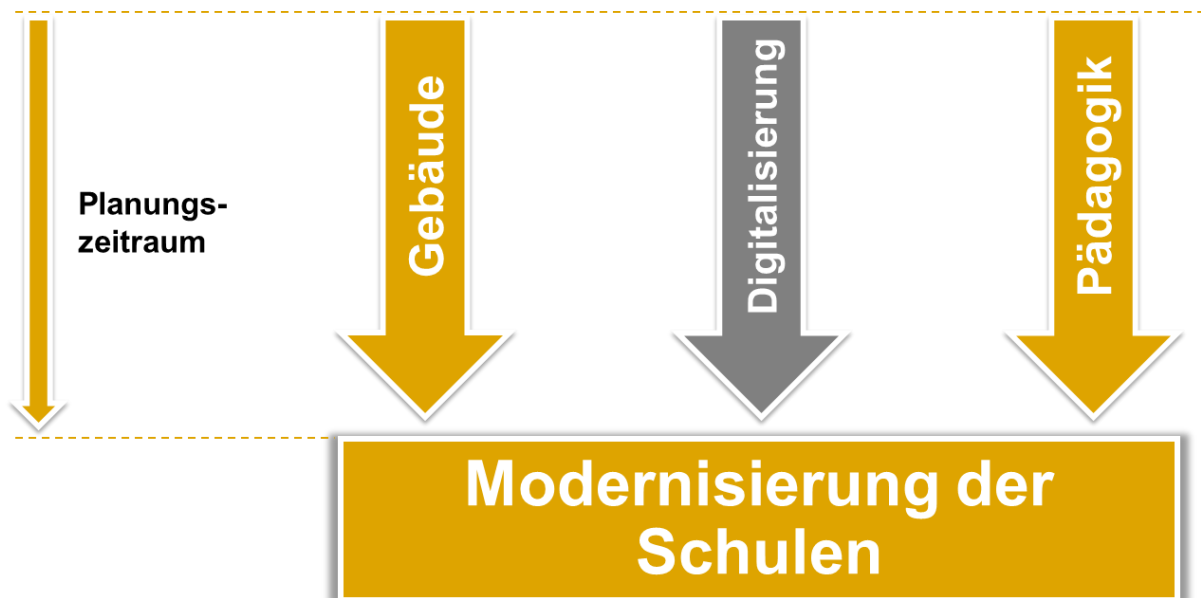 Planungs-
zeitraum
Gebäude
Digitalisierung
Pädagogik
Modernisierung der
Schulen